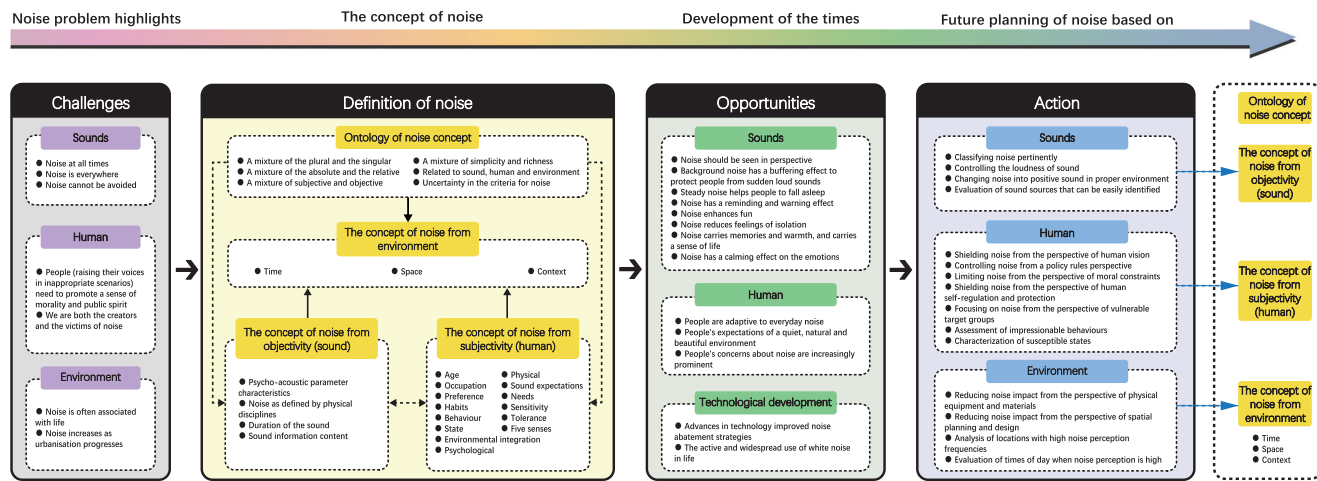 Noise problem highlights
The concept of noise
Development of the times
Future planning of noise based on
Challenges
Sounds
● Noise at all times
● Noise is everywhere
● Noise cannot be avoided
Human
● People (raising their voices
in inappropriate scenarios)
need to promote a sense of
morality and public spirit
● We are both the creators
and the victims of noise
Environment
● Noise is often associated
with life
● Noise increases as
urbanisation progresses
Definition of noise
Ontology of noise concept
● A mixture of the plural and the singular
● A mixture of the absolute and the relative
● A mixture of subjective and objective
● A mixture of simplicity and richness
● Related to sound, human and environment
● Uncertainty in the criteria for noise
The concept of noise from
environment
● Time
● Space
● Context
The concept of noise from
objectivity (sound)
● Psycho-acoustic parameter
characteristics
● Noise as defined by physical
disciplines
● Duration of the sound
● Sound information content
The concept of noise from
subjectivity (human)
● Age
● Occupation
● Preference
● Habits
● Behaviour
● State
● Environmental integration
● Psychological
● Physical
● Sound expectations
● Needs
● Sensitivity
● Tolerance
● Five senses
Opportunities
Sounds
● Noise should be seen in perspective
● Background noise has a buffering effect to
protect people from sudden loud sounds
● Steady noise helps people to fall asleep
● Noise has a reminding and warning effect
● Noise enhances fun
● Noise reduces feelings of isolation
● Noise carries memories and warmth, and carries
a sense of life
● Noise has a calming effect on the emotions
Human
● People are adaptive to everyday noise
● People's expectations of a quiet, natural and
beautiful environment
● People's concerns about noise are increasingly
prominent
Technological development
● Advances in technology improved noise
abatement strategies
● The active and widespread use of white noise
in life
Action
Sounds
● Classifying noise pertinently
● Controlling the loudness of sound
● Changing noise into positive sound in proper environment
● Evaluation of sound sources that can be easily identified
Human
● Shielding noise from the perspective of human vision
● Controlling noise from a policy rules perspective
● Limiting noise from the perspective of moral constraints
● Shielding noise from the perspective of human
self-regulation and protection
● Focusing on noise from the perspective of vulnerable
target groups
● Assessment of impressionable behaviours
● Characterization of susceptible states
Environment
● Reducing noise impact from the perspective of physical
equipment and materials
● Reducing noise impact from the perspective of spatial
planning and design
● Analysis of locations with high noise perception
frequencies
● Evaluation of times of day when noise perception is high
Ontology of
noise concept
The concept of
noise from
objectivity
(sound)
The concept of
noise from
subjectivity
(human)
The concept of
noise from
environment
● Time
● Space
● Context